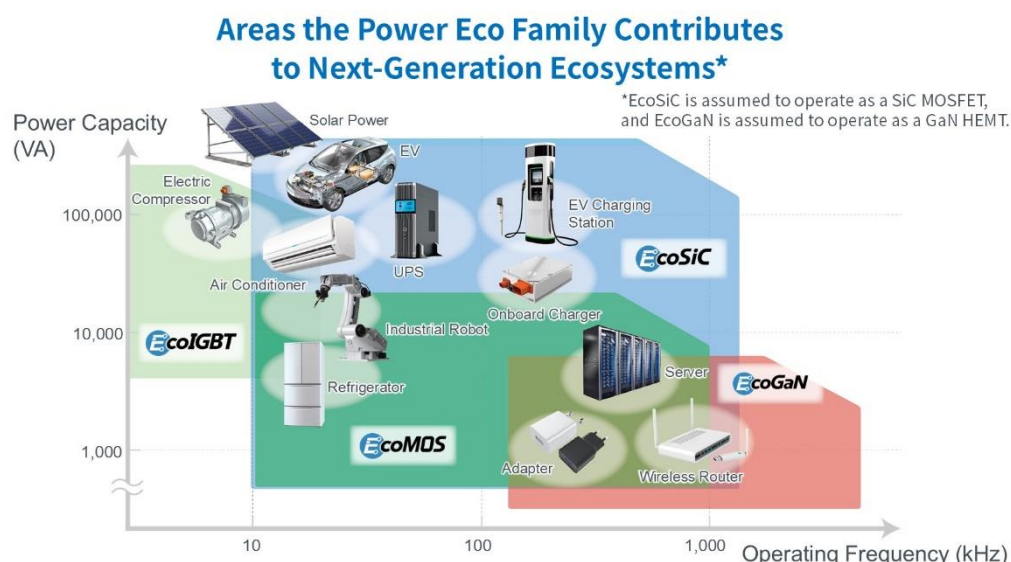 Areas the Power Eco Family Contributes
to Next-Generation Ecosystems*
*EcoSiC is assumed to operate as a SiC MOSFET,
and EcoGaN is assumed to operate as a GaN HEMT.
Power Capacity
(VA)
Solar Power
EV
Electric
Compressor
EV Charging
Station
100,000
EcoSiC
UPS
Air Conditioner
Onboard Charger
Industrial Robot
10,000
EcoIGBT
Server
EcoGaN
Refrigerator
EcoMOS
1,000
Adapter
Wireless Router
10
100
1,000
Operating Frequency (kHz)